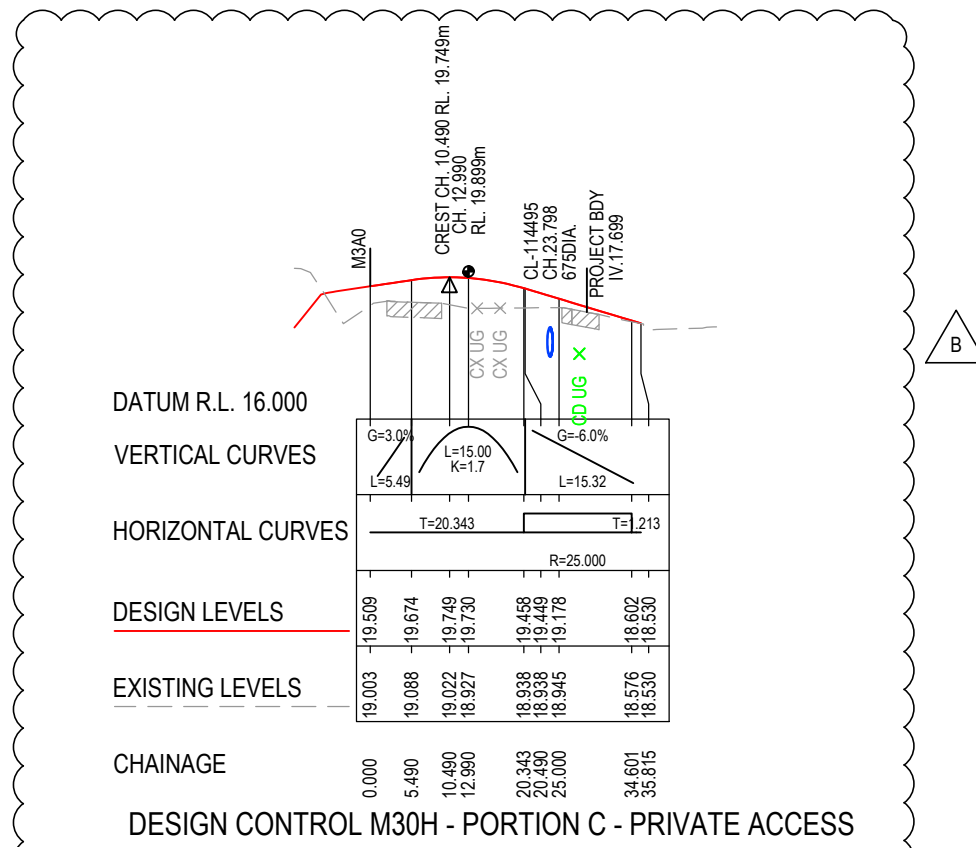 CREST CH. 10.490 RL. 19.749m
CH. 12.990
RL. 19.899m
M3A0
CL-114495
CH.23.798
675DIA.
PROJECT BDY
IV.17.699
CX UG
CX UG
CD UG
B
DATUM R.L. 16.000
VERTICAL CURVES
G=3.0%
L=5.49
L=15.00
K=1.7
G=-6.0%
L=15.32
HORIZONTAL CURVES
T=20.343
T=1.213
R=25.000
DESIGN LEVELS
19.509
19.674
19.749
19.730
19.458
19.449
19.178
18.602
18.530
EXISTING LEVELS
19.003
19.088
19.022
18.927
18.938
18.938
18.945
18.576
18.530
CHAINAGE
0.000
5.490
10.490
12.990
20.343
20.490
25.000
34.601
35.815
DESIGN CONTROL M30H - PORTION C - PRIVATE ACCESS